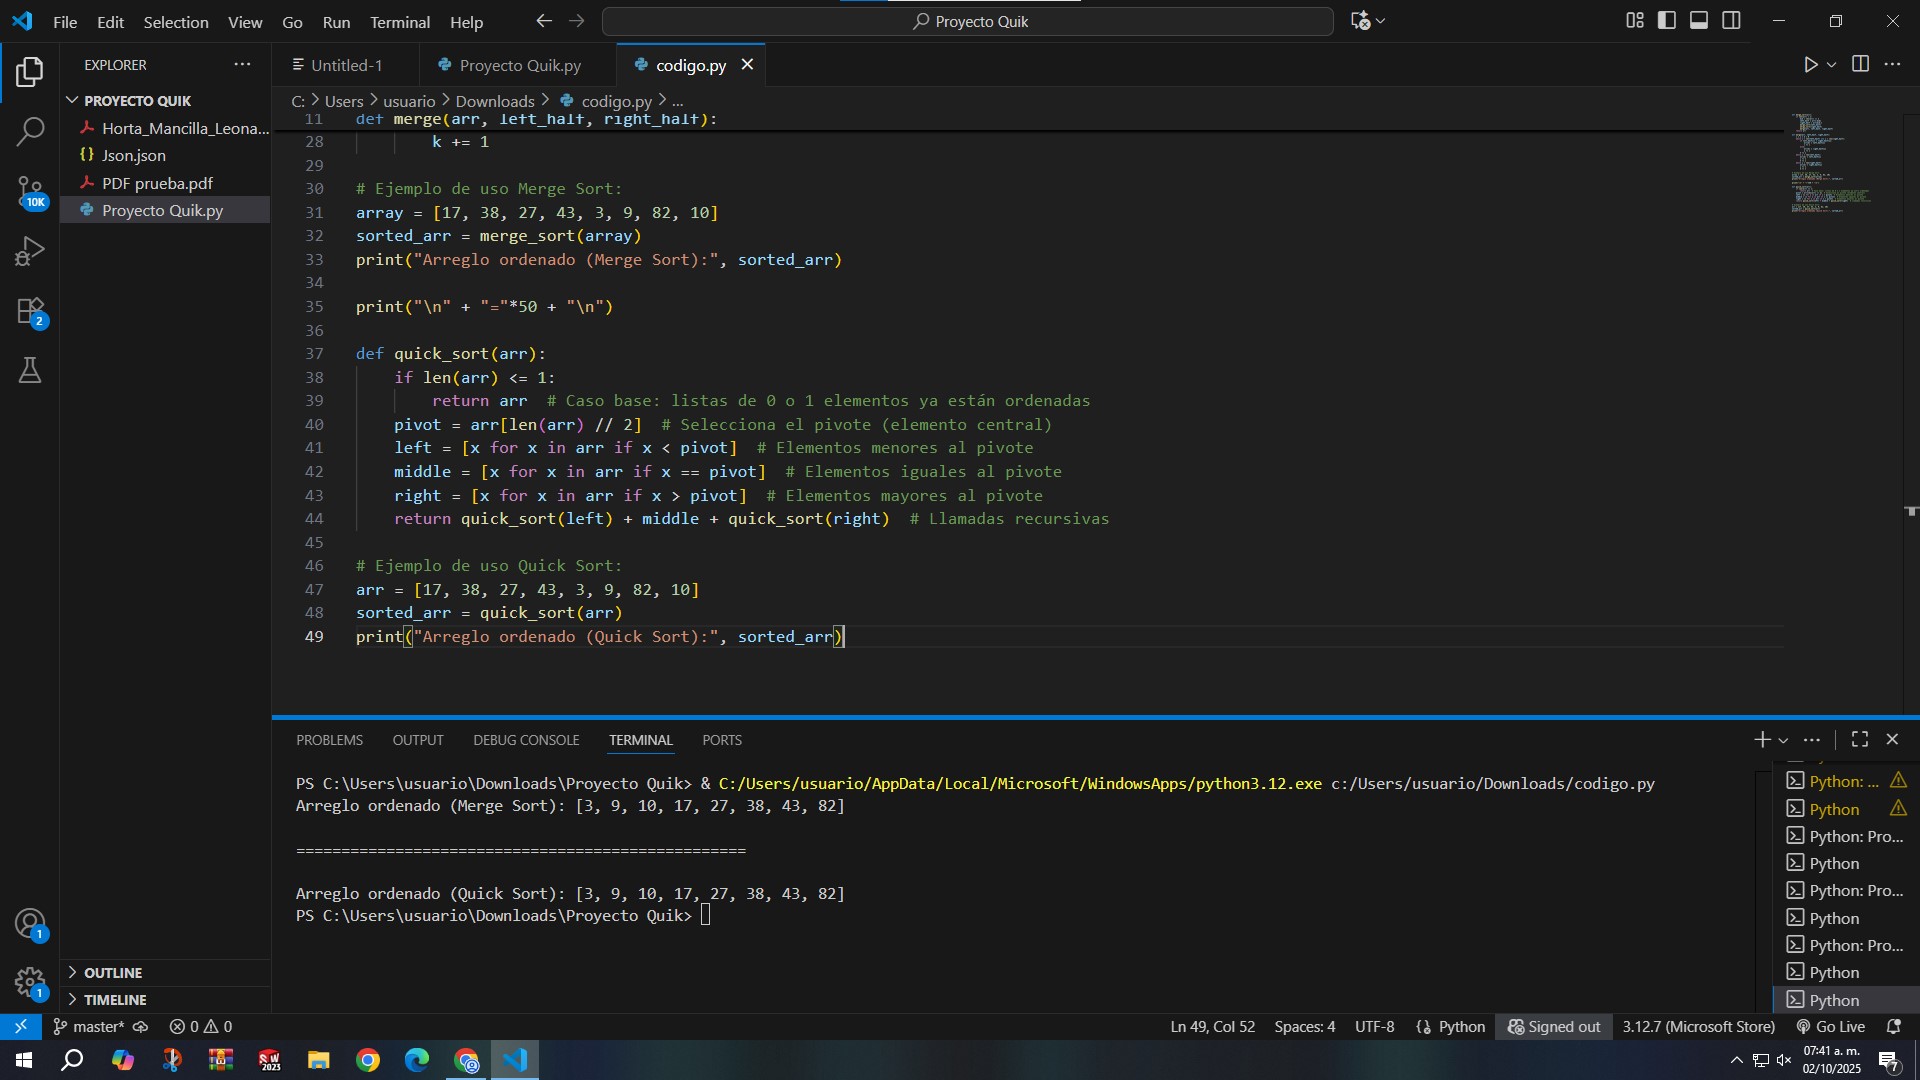 File Edit Selection View Go Run Terminal Help
Proyecto Quik
EXPLORER
PROYECTO QUIK
Horta_Mancilla_Leona...
{} Json.json
PDF prueba.pdf
Proyecto Quik.py
10K
2
1
1
OUTLINE
TIMELINE
Untitled-1
Proyecto Quik.py
codigo.py
C: > Users > usuario > Downloads > codigo.py > ...
11 def merge(arr, left_half, right_half):
28 k += 1
29
30 # Ejemplo de uso Merge Sort:
31 array = [17, 38, 27, 43, 3, 9, 82, 10]
32 sorted_arr = merge_sort(array)
33 print("Arreglo ordenado (Merge Sort):", sorted_arr)
34
35 print("\n" + "="*50 + "\n")
36
37 def quick_sort(arr):
38 if len(arr) <= 1:
39 return arr # Caso base: listas de 0 o 1 elementos ya están ordenadas
40 pivot = arr[len(arr) // 2] # Selecciona el pivote (elemento central)
41 left = [x for x in arr if x < pivot] # Elementos menores al pivote
42 middle = [x for x in arr if x == pivot] # Elementos iguales al pivote
43 right = [x for x in arr if x > pivot] # Elementos mayores al pivote
44 return quick_sort(left) + middle + quick_sort(right) # Llamadas recursivas
45
46 # Ejemplo de uso Quick Sort:
47 arr = [17, 38, 27, 43, 3, 9, 82, 10]
48 sorted_arr = quick_sort(arr)
49 print("Arreglo ordenado (Quick Sort):", sorted_arr)
PROBLEMS OUTPUT DEBUG CONSOLE TERMINAL PORTS
PS C:\Users\usuario\Downloads\Proyecto Quik> & C:/Users/usuario/AppData/Local/Microsoft/WindowsApps/python3.12.exe c:/Users/usuario/Downloads/codigo.py
Arreglo ordenado (Merge Sort): [3, 9, 10, 17, 27, 38, 43, 82]
==================================================
Arreglo ordenado (Quick Sort): [3, 9, 10, 17, 27, 38, 43, 82]
PS C:\Users\usuario\Downloads\Proyecto Quik>
Python: ...
Python
Python: Pro...
Python
Python: Pro...
Python
Python: Pro...
Python
Python
master* 0 0 Ln 49, Col 52 Spaces: 4 UTF-8 {} Python Signed out 3.12.7 (Microsoft Store) Go Live
SW 2023
07:41 a. m.
02/10/2025
7